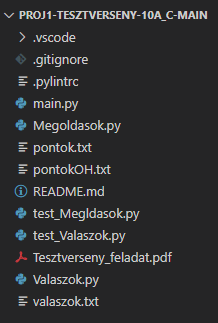 PROJ1-TESZTVERSENY-10A_C-MAIN
.vscode
.gitignore
.pylintrc
main.py
Megoldasok.py
pontok.txt
pontokOH.txt
README.md
test_Megldasok.py
test_Valaszok.py
Tesztverseny_feladat.pdf
Valaszok.py
valaszok.txt